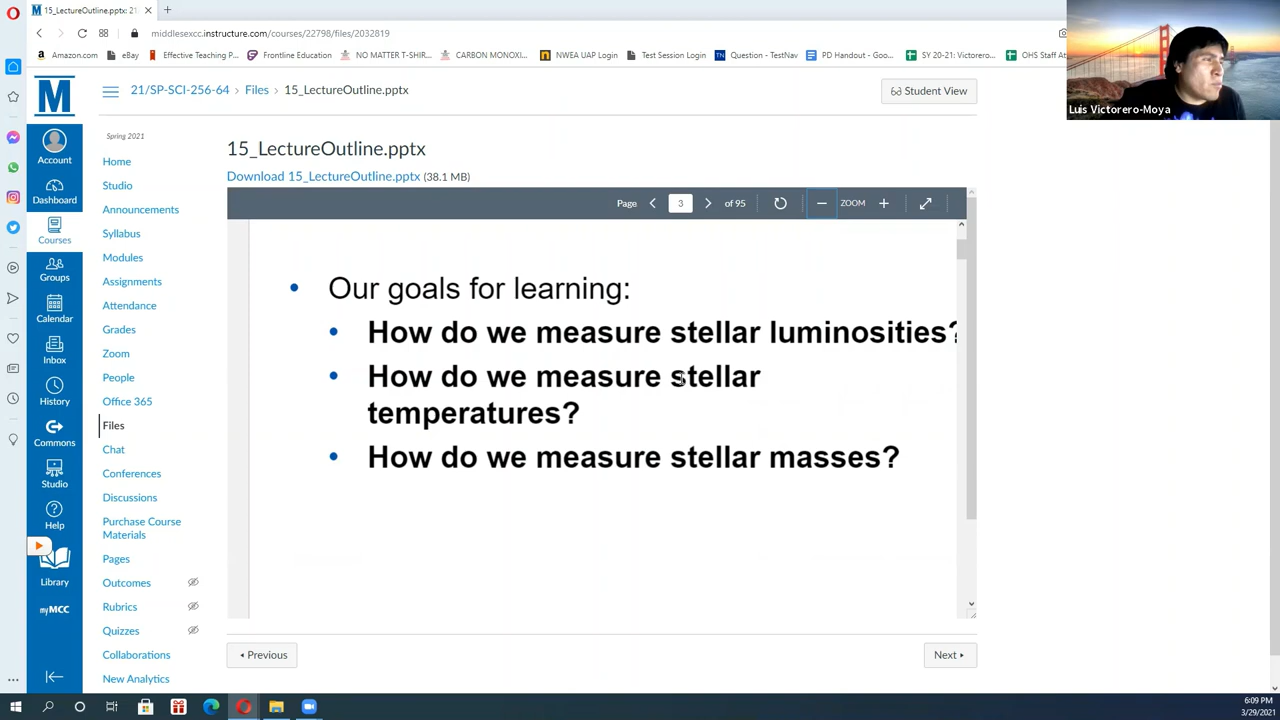 15_LectureOutline.pptx: 21
middlesexcc.instructure.com/courses/22798/files/2032819
Amazon.com
eBay
Effective Teaching P...
Frontline Education
NO MATTER T-SHIR...
CARBON MONOXI...
NWEA UAP Login
Test Session Login
TN
Question - TestNav
PD Handout - Goo...
SY 20-21: Victorero...
OHS Staff At
Luis Victorero-Moya
M
21/SP-SCI-256-64 > Files > 15_LectureOutline.pptx
Student View
Account
Dashboard
Courses
Groups
Calendar
Inbox
History
Commons
Studio
Help
Library
myMCC
Spring 2021
Home
Studio
Announcements
Syllabus
Modules
Assignments
Attendance
Grades
Zoom
People
Office 365
Files
Chat
Conferences
Discussions
Purchase Course
Materials
Pages
Outcomes
Rubrics
Quizzes
Collaborations
New Analytics
15_LectureOutline.pptx
Download 15_LectureOutline.pptx (38.1 MB)
Page 3 of 95 ZOOM
• Our goals for learning:
• How do we measure stellar luminosities?
• How do we measure stellar
temperatures?
• How do we measure stellar masses?
Previous
Next
6:09 PM
3/29/2021